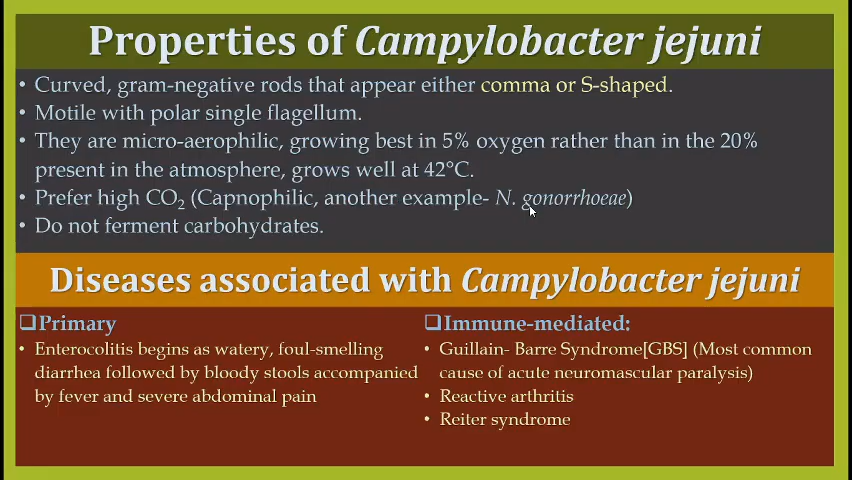 Properties of Campylobacter jejuni
• Curved, gram-negative rods that appear either comma or S-shaped.
• Motile with polar single flagellum.
• They are micro-aerophilic, growing best in 5% oxygen rather than in the 20%
present in the atmosphere, grows well at 42°C.
• Prefer high CO₂ (Capnophilic, another example- N. gonorrhoeae)
• Do not ferment carbohydrates.
Diseases associated with Campylobacter jejuni
❑Primary
• Enterocolitis begins as watery, foul-smelling
diarrhea followed by bloody stools accompanied
by fever and severe abdominal pain
❑Immune-mediated:
• Guillain- Barre Syndrome[GBS] (Most common
cause of acute neuromascular paralysis)
• Reactive arthritis
• Reiter syndrome